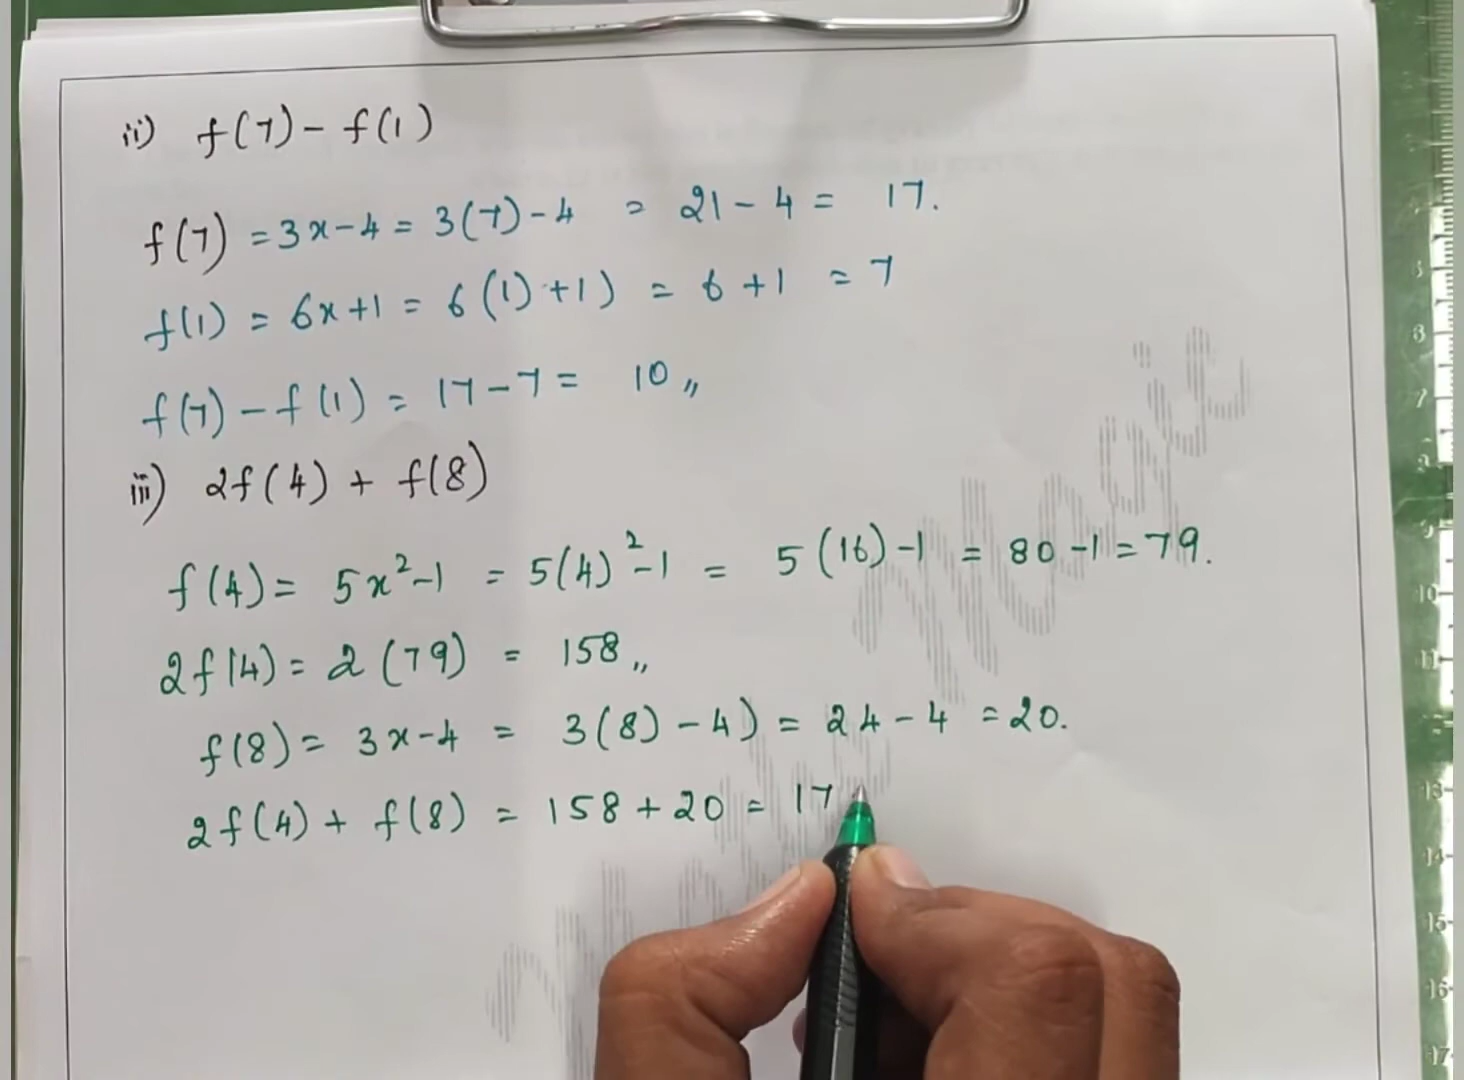 ii) f(7) - f(1)
f(7) = 3x-4 = 3(7)-4 = 21-4 = 17.
f(1) = 6x+1 = 6(1)+1) = 6+1 = 7
f(7) - f(1) = 17-7 = 10,,
iii) 2f(4) + f(8)
f(4) = 5x²-1 = 5(4)²-1 = 5(16)-1 = 80-1 = 79.
2f(4) = 2(79) = 158,,
f(8) = 3x-4 = 3(8)-4) = 24-4 = 20.
2f(4) + f(8) = 158+20 = 17